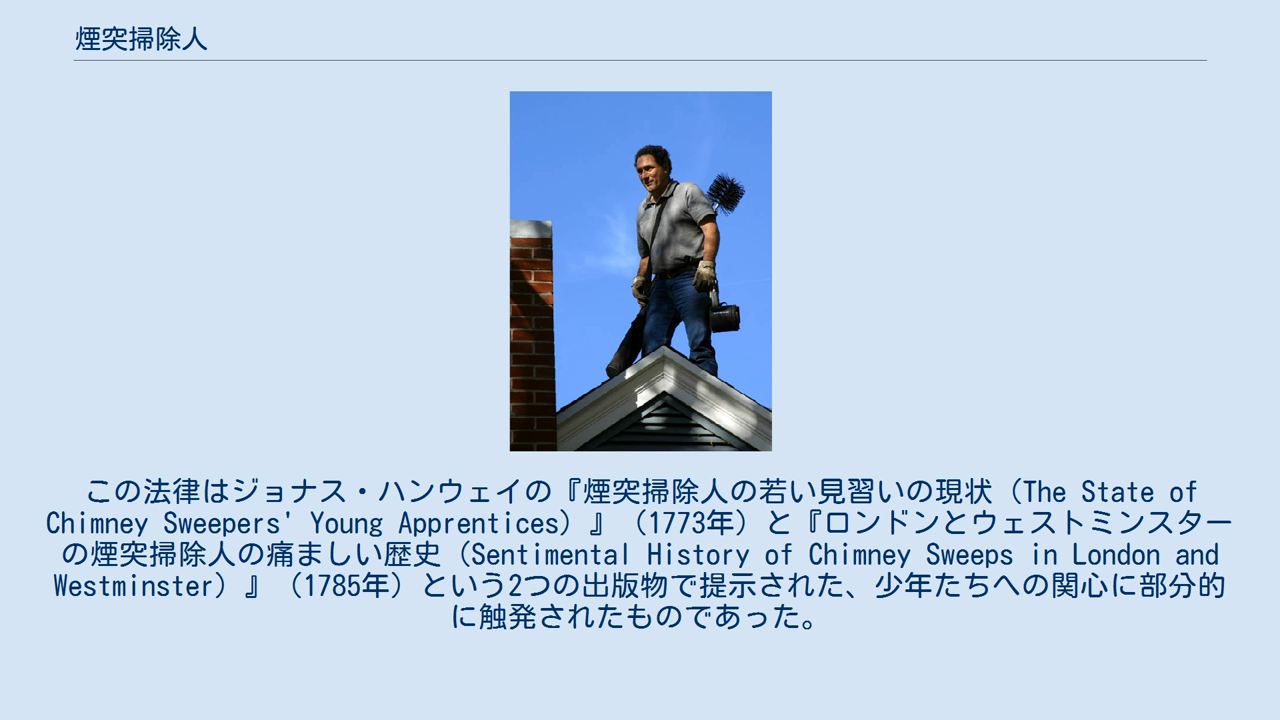 煙突掃除人
この法律はジョナス・ハンウェイの『煙突掃除人の若い見習いの現状（The State of
Chimney Sweepers' Young Apprentices）』（1773年）と『ロンドンとウェストミンスター
の煙突掃除人の痛ましい歴史（Sentimental History of Chimney Sweeps in London and
Westminster）』（1785年）という2つの出版物で提示された、少年たちへの関心に部分的
に触発されたものであった。